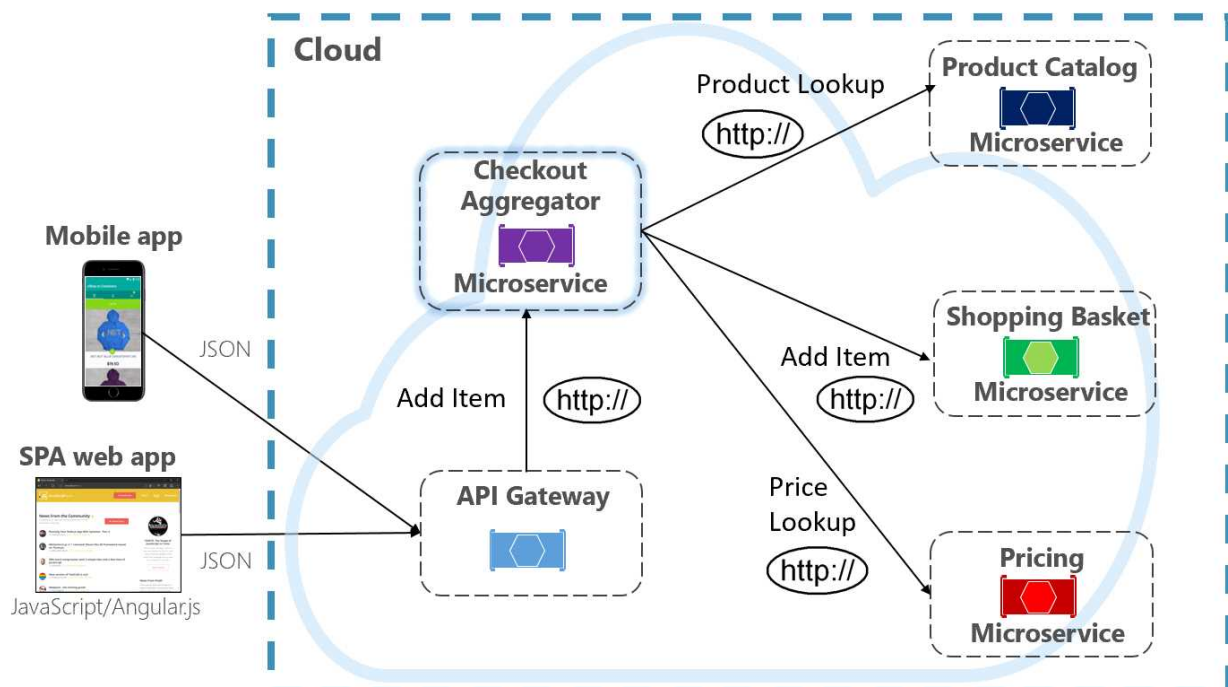 Cloud
Product Catalog
Microservice
Product Lookup
http://
Checkout
Aggregator
Microservice
Mobile app
JSON
Shopping Basket
Microservice
Add Item
http://
Add Item
http://
SPA web app
JSON
JavaScript/Angular.js
API Gateway
Price
Lookup
http://
Pricing
Microservice